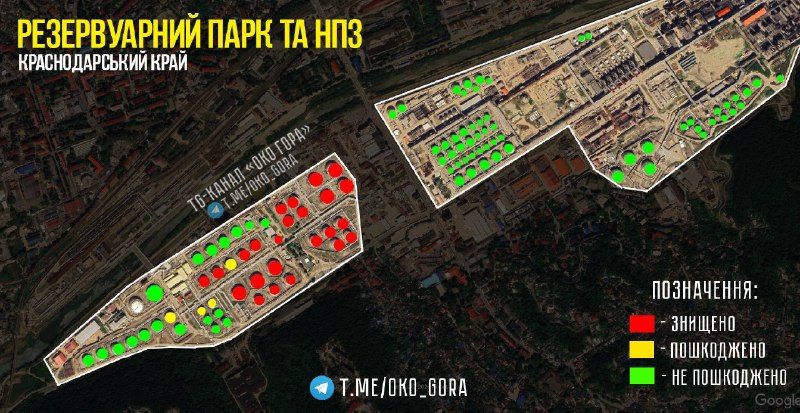 РЕЗЕРВУАРНИЙ ПАРК ТА НПЗ
КРАСНОДАРСЬКИЙ КРАЙ
TG-КАНАЛ «ОКО ГОРА»
T.ME/OKO_GORA
ПОЗНАЧЕННЯ:
- ЗНИЩЕНО
- ПОШКОДЖЕНО
- НЕ ПОШКОДЖЕНО
T.ME/OKO_GORA
Google